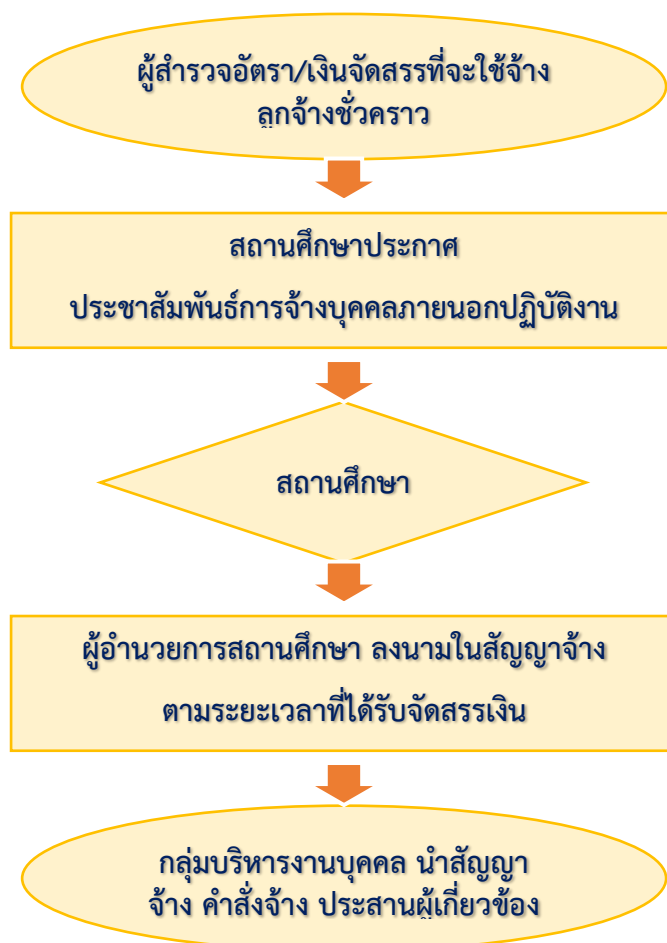 ผู้สำรวจอัตรา/เงินจัดสรรที่จะใช้จ้าง
ลูกจ้างชั่วคราว
สถานศึกษาประกาศ
ประชาสัมพันธ์การจ้างบุคคลภายนอกปฏิบัติงาน
สถานศึกษา
ผู้อำนวยการสถานศึกษา ลงนามในสัญญาจ้าง
ตามระยะเวลาที่ได้รับจัดสรรเงิน
กลุ่มบริหารงานบุคคล นำสัญญา
จ้าง คำสั่งจ้าง ประสานผู้เกี่ยวข้อง